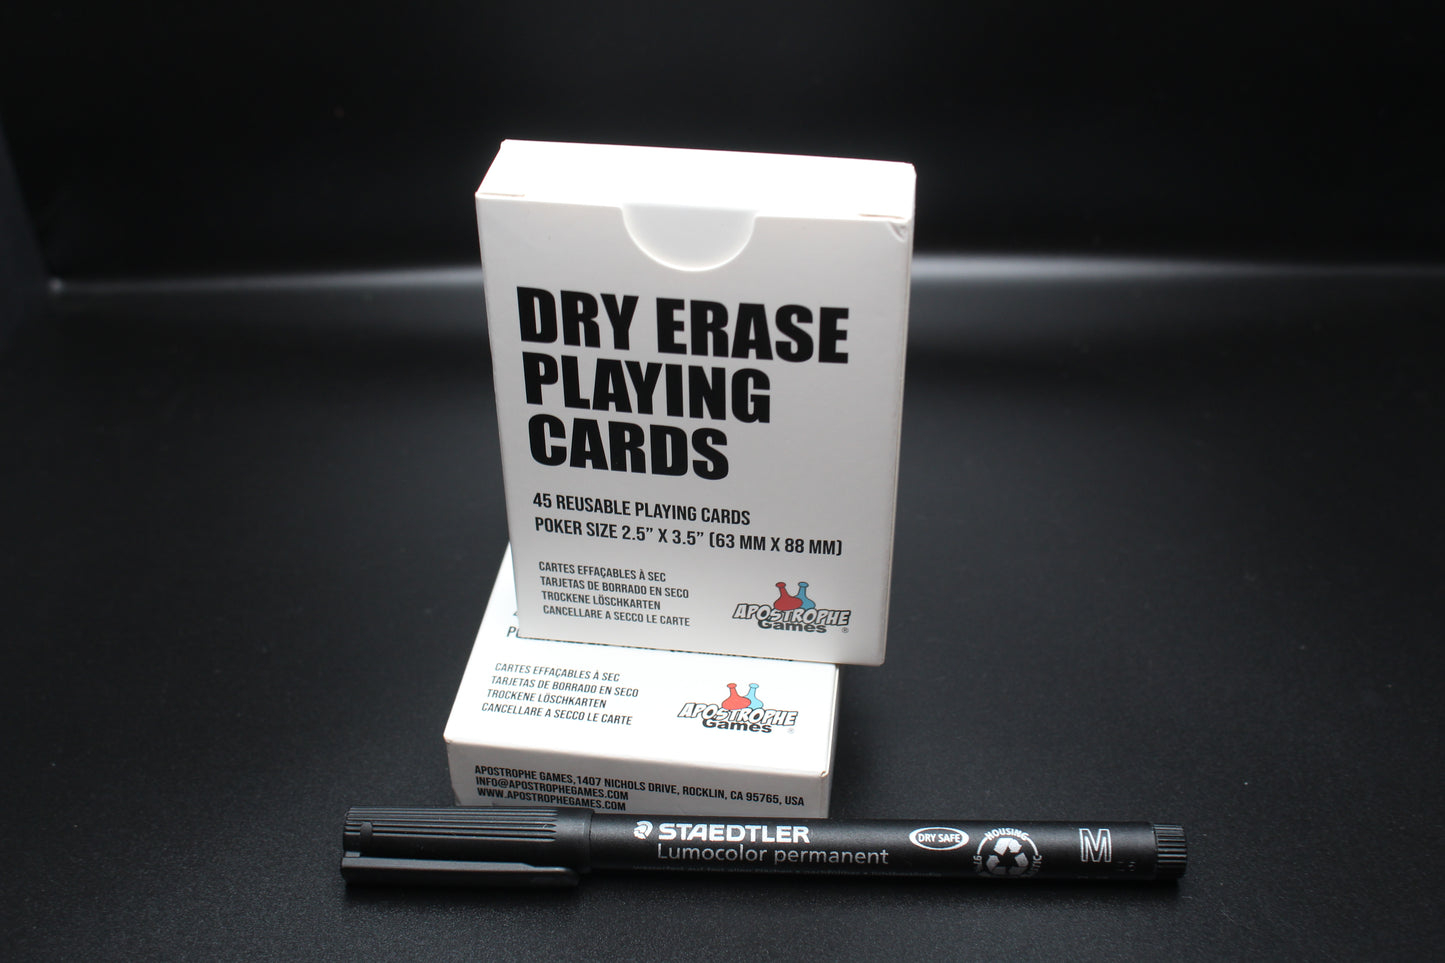 DRY ERASE
PLAYING
CARDS
45 REUSABLE PLAYING CARDS
POKER SIZE 2.5” X 3.5” (63 MM X 88 MM)
CARTES EFFAÇABLES À SEC
TARJETAS DE BORRADO EN SECO
TROCKENE LÖSCHKARTEN
CANCELLARE A SECCO LE CARTE
APOSTROPHE
Games ®
CARTES EFFAÇABLES À SEC
TARJETAS DE BORRADO EN SECO
TROCKENE LÖSCHKARTEN
CANCELLARE A SECCO LE CARTE
APOSTROPHE
Games ®
APOSTROPHE GAMES,1407 NICHOLS DRIVE, ROCKLIN, CA 95765, USA
INFO@APOSTROPHEGAMES.COM
WWW.APOSTROPHEGAMES.COM
STAEDTLER
Lumocolor permanent
DRY SAFE
HOUSING
M